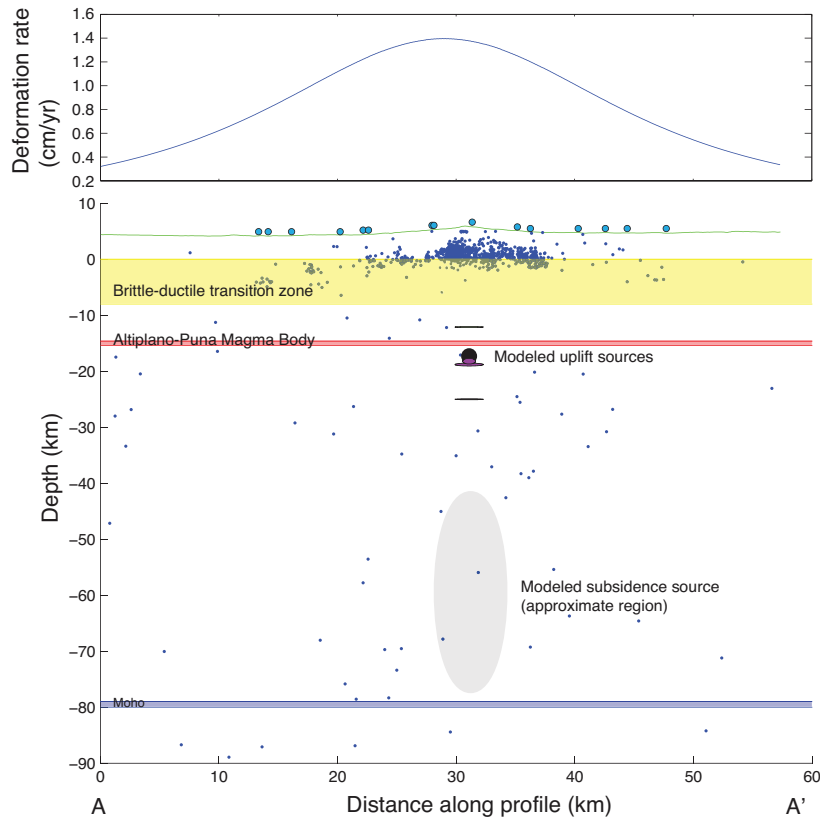 Deformation rate
(cm/yr)
1.6
1.4
1.2
1.0
0.8
0.6
0.4
0.2
Depth (km)
10
0
−10
−20
−30
−40
−50
−60
−70
−80
−90
Brittle-ductile transition zone
Altiplano-Puna Magma Body
Modeled uplift sources
Modeled subsidence source
(approximate region)
Moho
0
10
20
30
40
50
60
A
Distance along profile (km)
A'